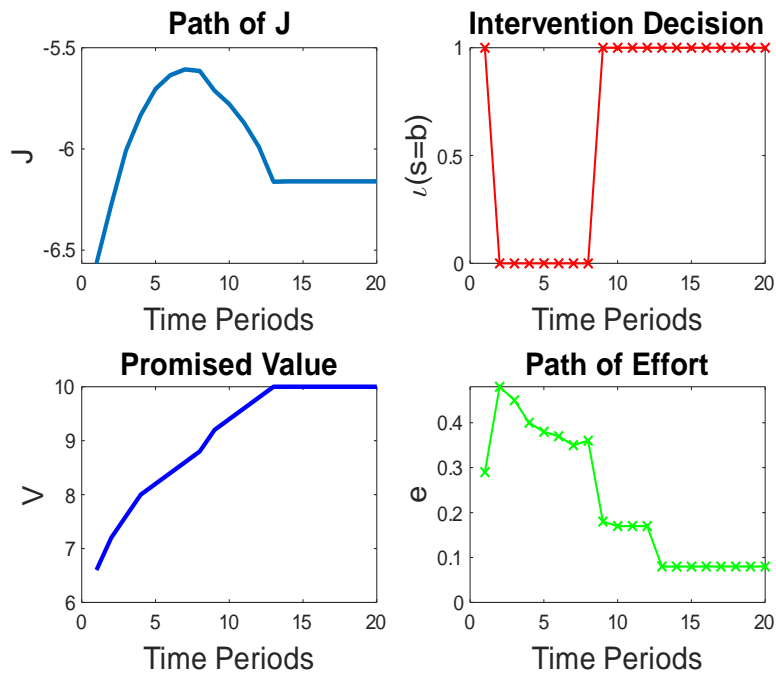 Path of J
-5.5
-6
-6.5
J
0 5 10 15 20
Time Periods
Intervention Decision
1
0.5
0
ι(s=b)
0 5 10 15 20
Time Periods
Promised Value
10
9
8
7
6
V
0 5 10 15 20
Time Periods
Path of Effort
0.4
0.3
0.2
0.1
0
e
0 5 10 15 20
Time Periods